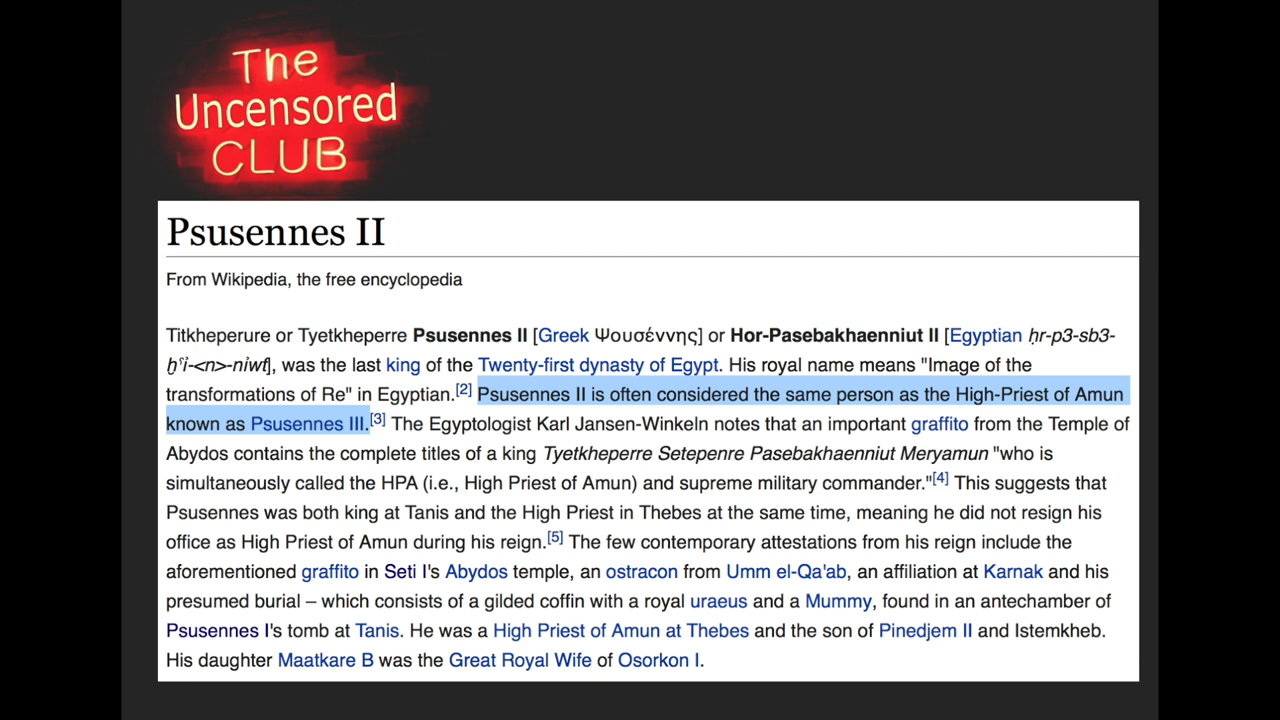 The
Uncensored
CLUB
Psusennes II
From Wikipedia, the free encyclopedia
Titkheperure or Tyetkheperre Psusennes II [Greek Ψουσέννης] or Hor-Pasebakhaenniut II [Egyptian ḥr-p3-sb3-
ḫˁi-<n>-niwt], was the last king of the Twenty-first dynasty of Egypt. His royal name means "Image of the
transformations of Re" in Egyptian.[2] Psusennes II is often considered the same person as the High-Priest of Amun
known as Psusennes III.[3] The Egyptologist Karl Jansen-Winkeln notes that an important graffito from the Temple of
Abydos contains the complete titles of a king Tyetkheperre Setepenre Pasebakhaenniut Meryamun "who is
simultaneously called the HPA (i.e., High Priest of Amun) and supreme military commander."[4] This suggests that
Psusennes was both king at Tanis and the High Priest in Thebes at the same time, meaning he did not resign his
office as High Priest of Amun during his reign.[5] The few contemporary attestations from his reign include the
aforementioned graffito in Seti I's Abydos temple, an ostracon from Umm el-Qa'ab, an affiliation at Karnak and his
presumed burial – which consists of a gilded coffin with a royal uraeus and a Mummy, found in an antechamber of
Psusennes I's tomb at Tanis. He was a High Priest of Amun at Thebes and the son of Pinedjem II and Istemkheb.
His daughter Maatkare B was the Great Royal Wife of Osorkon I.